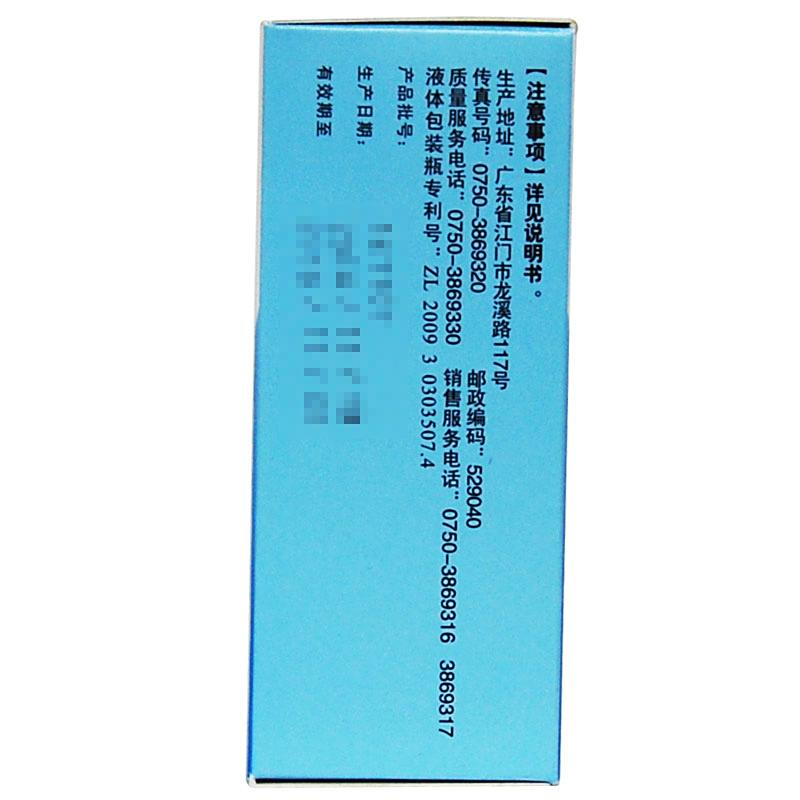 【注意事项】详见说明书。
生产地址：广东省江门市龙溪路117号
传真号码：0750-3869320 邮政编码：529040
质量服务电话：0750-3869330 销售服务电话：0750-3869316 3869317
液体包装瓶专利号：ZL 2009 3 0303507.4
产品批号：
生产日期：
有效期至